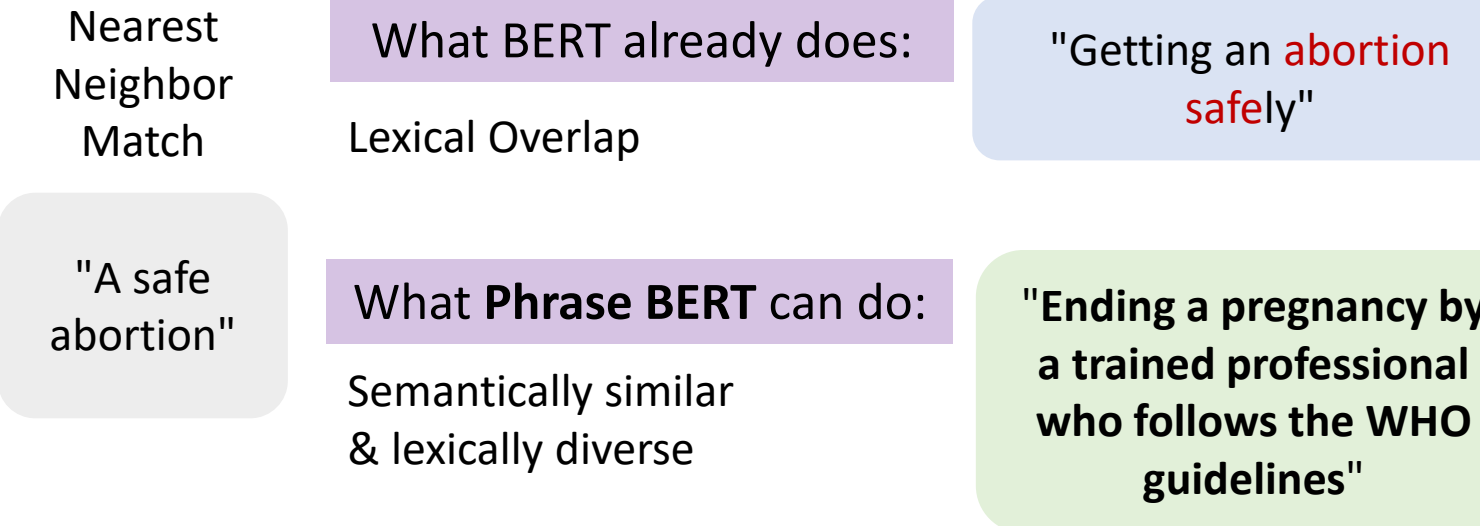 Nearest
Neighbor
Match
"A safe
abortion"
What BERT already does:
Lexical Overlap
"Getting an abortion
safely"
What Phrase BERT can do:
Semantically similar
& lexically diverse
"Ending a pregnancy by
a trained professional
who follows the WHO
guidelines"